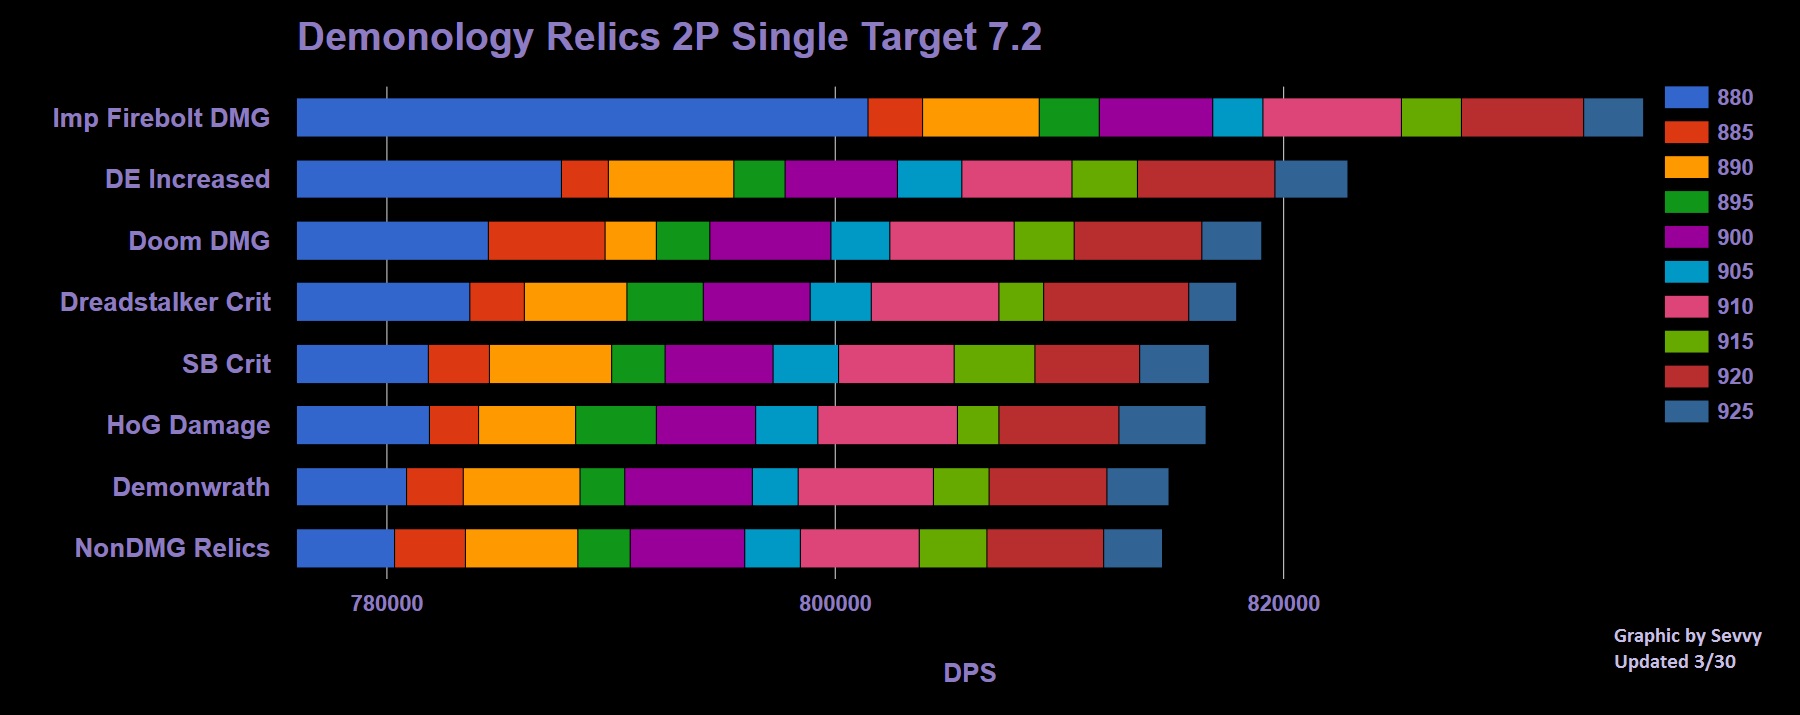 Demonology Relics 2P Single Target 7.2
Imp Firebolt DMG
DE Increased
Doom DMG
Dreadstalker Crit
SB Crit
HoG Damage
Demonwrath
NonDMG Relics
880
885
890
895
900
905
910
915
920
925
780000 800000 820000
DPS
Graphic by Sevvy
Updated 3/30